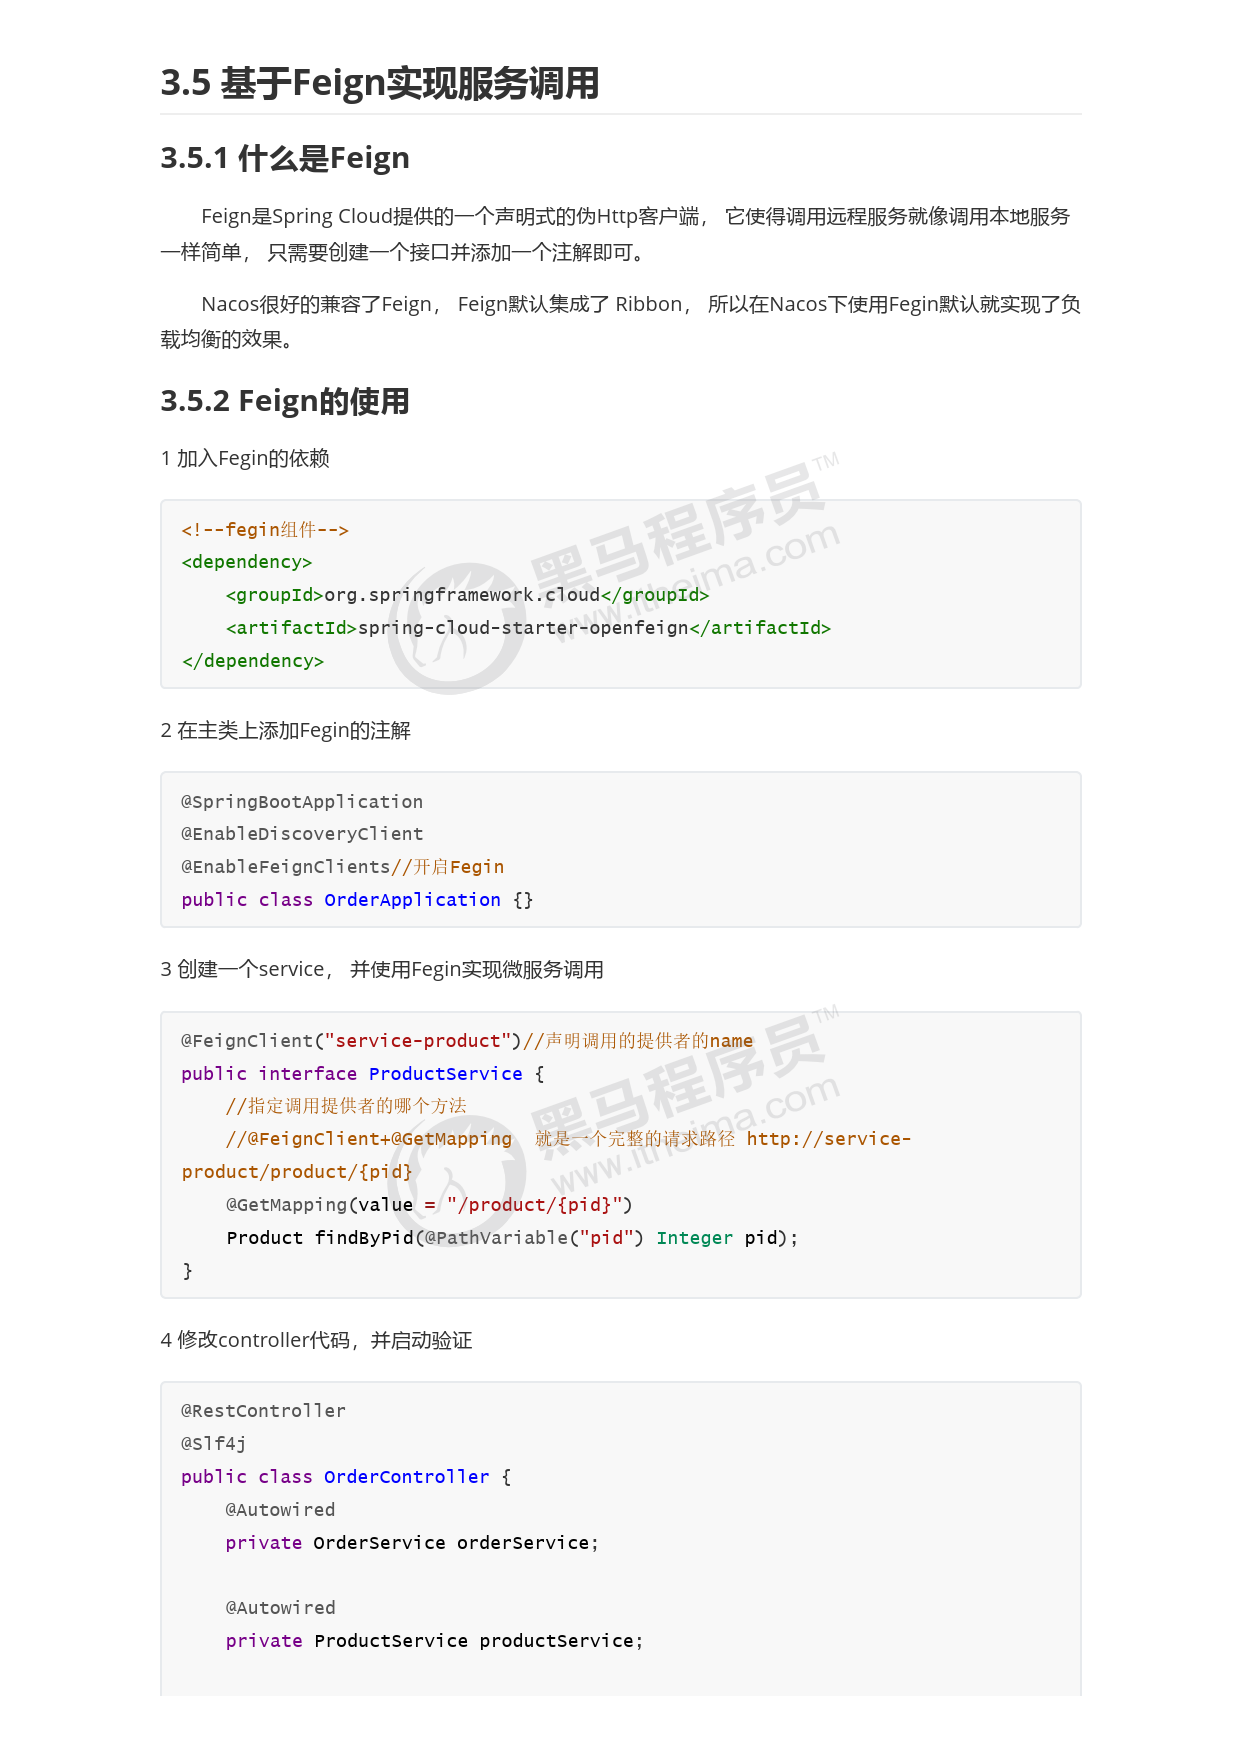 3.5 基于Feign实现服务调用
3.5.1 什么是Feign
Feign是Spring Cloud提供的一个声明式的伪Http客户端， 它使得调用远程服务就像调用本地服务
一样简单， 只需要创建一个接口并添加一个注解即可。
Nacos很好的兼容了Feign， Feign默认集成了 Ribbon， 所以在Nacos下使用Fegin默认就实现了负
载均衡的效果。
3.5.2 Feign的使用
1 加入Fegin的依赖
<!--fegin组件-->
<dependency>
    <groupId>org.springframework.cloud</groupId>
    <artifactId>spring-cloud-starter-openfeign</artifactId>
</dependency>
黑马程序员™
www.itheima.com
2 在主类上添加Fegin的注解
@SpringBootApplication
@EnableDiscoveryClient
@EnableFeignClients//开启Fegin
public class OrderApplication {}
3 创建一个service， 并使用Fegin实现微服务调用
@FeignClient("service-product")//声明调用的提供者的name
public interface ProductService {
    //指定调用提供者的哪个方法
    //@FeignClient+@GetMapping  就是一个完整的请求路径 http://service-
product/product/{pid}
    @GetMapping(value = "/product/{pid}")
    Product findByPid(@PathVariable("pid") Integer pid);
}
黑马程序员™
www.itheima.com
4 修改controller代码，并启动验证
@RestController
@Slf4j
public class OrderController {
    @Autowired
    private OrderService orderService;
    @Autowired
    private ProductService productService;